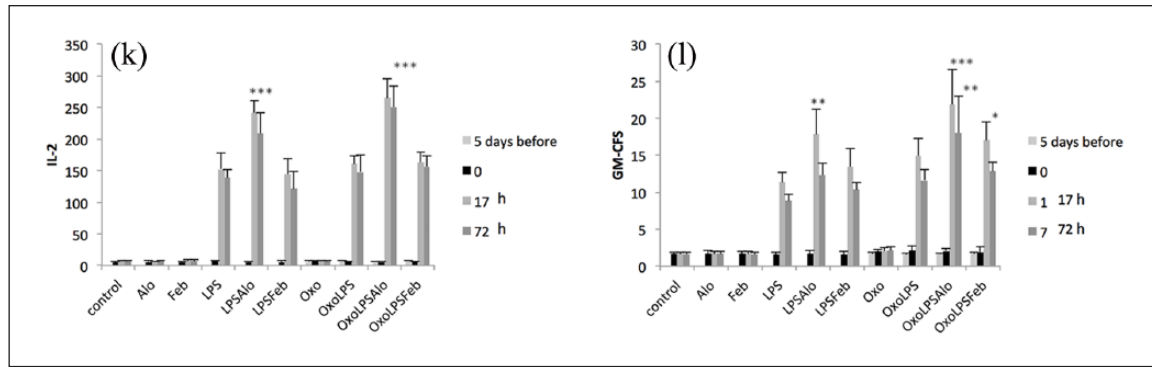 (k)
350
300
250
200
150
100
50
0
IL-2
***
***
control
Alo
Feb
LPS
LPSAlo
LPSFeb
Oxo
OxoLPS
OxoLPSAlo
OxoLPSFeb
5 days before
0
17 h
72 h
(l)
30
25
20
15
10
5
0
GM-CFS
**
***
**
*
control
Alo
Feb
LPS
LPSAlo
LPSFeb
Oxo
OxoLPS
OxoLPSAlo
OxoLPSFeb
5 days before
0
1 17 h
7 72 h